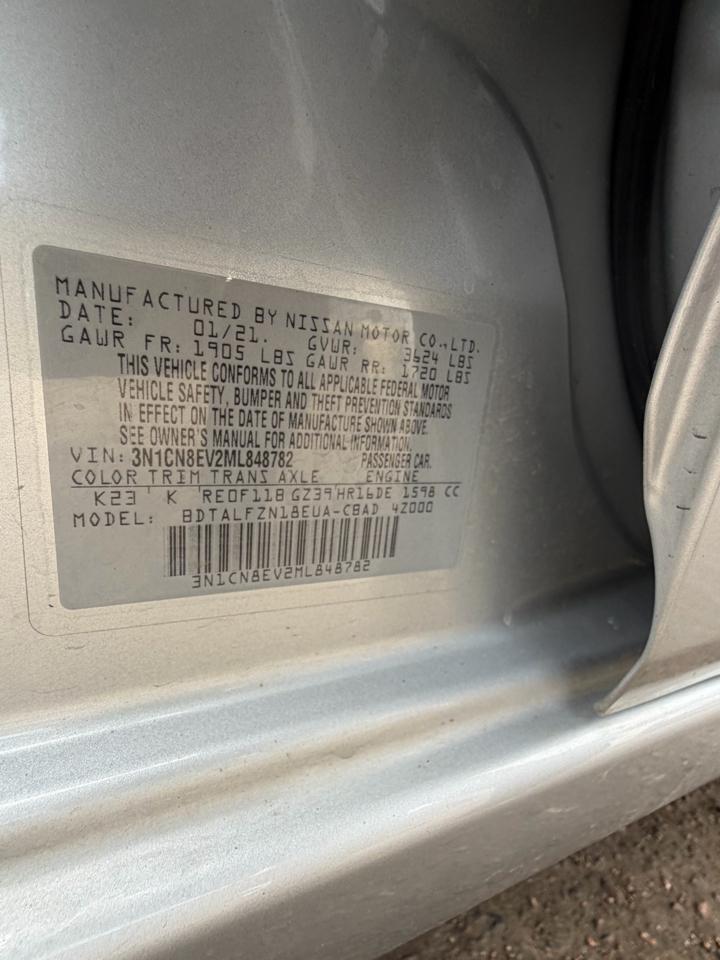 MANUFACTURED BY NISSAN MOTOR CO.,LTD.
DATE: 01/21. GVWR: 3624 LBS
GAWR FR: 1905 LBS GAWR RR: 1720 LBS
THIS VEHICLE CONFORMS TO ALL APPLICABLE FEDERAL MOTOR
VEHICLE SAFETY, BUMPER AND THEFT PREVENTION STANDARDS
IN EFFECT ON THE DATE OF MANUFACTURE SHOWN ABOVE.
SEE OWNER'S MANUAL FOR ADDITIONAL INFORMATION.
VIN: 3N1CN8EV2ML848782 PASSENGER CAR.
COLOR TRIM TRANS AXLE ENGINE
K23 K RE0F11B GZ39 HR16DE 1598 CC
MODEL: BDTALFZN18EUA-CBAD 4Z000
3N1CN8EV2ML848782